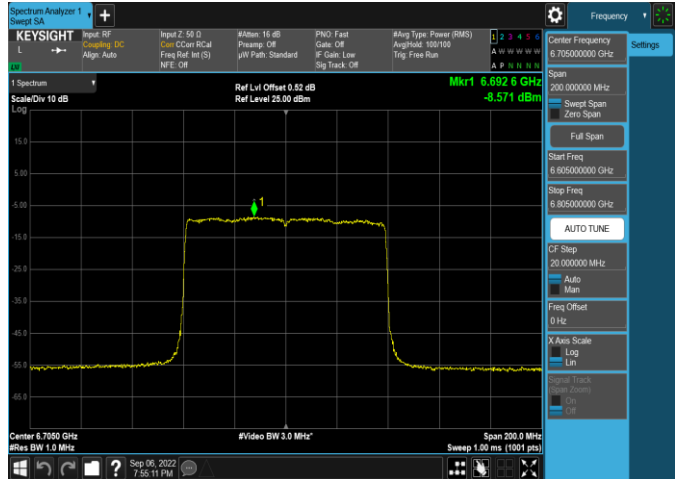 Spectrum Analyzer 1
Swept SA
+
Frequency
KEYSIGHT
L
Input: RF
Coupling: DC
Align: Auto
Input Z: 50 Ω
Corr CCorr RCal
Freq Ref: Int (S)
NFE: Off
#Atten: 16 dB
Preamp: Off
µW Path: Standard
PNO: Fast
Gate: Off
IF Gain: Low
Sig Track: Off
#Avg Type: Power (RMS)
Avg|Hold: 100/100
Trig: Free Run
1 2 3 4 5 6
A W W W W W
A P N N N N
1 Spectrum
Scale/Div 10 dB
Log
Ref Lvl Offset 0.52 dB
Ref Level 25.00 dBm
Mkr1 6.692 6 GHz
-8.571 dBm
15.0
5.00
-5.00
-15.0
-25.0
-35.0
-45.0
-55.0
-65.0
1
Center 6.7050 GHz
#Res BW 1.0 MHz
#Video BW 3.0 MHz*
Span 200.0 MHz
Sweep 1.00 ms (1001 pts)
Sep 06, 2022
7:55:11 PM
?
Center Frequency
6.705000000 GHz
Settings
Span
200.000000 MHz
Swept Span
Zero Span
Full Span
Start Freq
6.605000000 GHz
Stop Freq
6.805000000 GHz
AUTO TUNE
CF Step
20.000000 MHz
Auto
Man
Freq Offset
0 Hz
X Axis Scale
Log
Lin
Signal Track
(Span Zoom)
On
Off